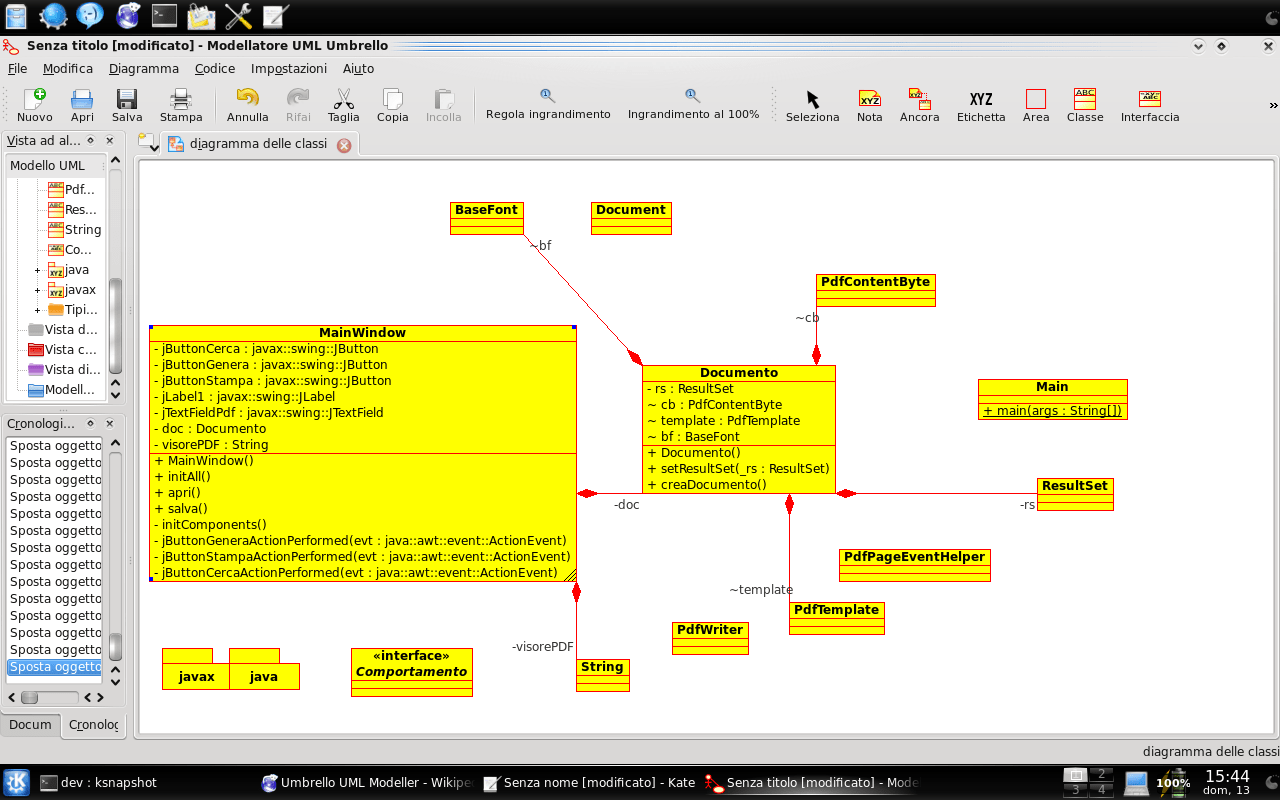 Senza titolo [modificato] - Modellatore UML Umbrello
File Modifica Diagramma Codice Impostazioni Aiuto
Nuovo Apri Salva Stampa Annulla Rifai Taglia Copia Incolla Regola ingrandimento Ingrandimento al 100% Seleziona Nota Ancora Etichetta Area Classe Interfaccia
Vista ad al...
diagramma delle classi
Modello UML
Pdf...
Res...
String
Co...
java
javax
Tipi...
Vista d...
Vista c...
Vista di...
Modell...
Cronologi...
Sposta oggetto
Sposta oggetto
Sposta oggetto
Sposta oggetto
Sposta oggetto
Sposta oggetto
Sposta oggetto
Sposta oggetto
Sposta oggetto
Sposta oggetto
Sposta oggetto
Sposta oggetto
Sposta oggetto
Sposta oggetto
Docum Cronolog
BaseFont
Document
~bf
PdfContentByte
~cb
MainWindow
- jButtonCerca : javax::swing::JButton
- jButtonGenera : javax::swing::JButton
- jButtonStampa : javax::swing::JButton
- jLabel1 : javax::swing::JLabel
- jTextFieldPdf : javax::swing::JTextField
- doc : Documento
- visorePDF : String
+ MainWindow()
+ initAll()
+ apri()
+ salva()
- initComponents()
- jButtonGeneraActionPerformed(evt : java::awt::event::ActionEvent)
- jButtonStampaActionPerformed(evt : java::awt::event::ActionEvent)
- jButtonCercaActionPerformed(evt : java::awt::event::ActionEvent)
Documento
- rs : ResultSet
~ cb : PdfContentByte
~ template : PdfTemplate
~ bf : BaseFont
+ Documento()
+ setResultSet(_rs : ResultSet)
+ creaDocumento()
Main
+ main(args : String[])
ResultSet
-doc
-rs
PdfPageEventHelper
~template
PdfTemplate
PdfWriter
-visorePDF
String
javax
java
«interface»
Comportamento
diagramma delle classi
dev : ksnapshot
Umbrello UML Modeller - Wikipe
Senza nome [modificato] - Kate
Senza titolo [modificato] - Mode
2
3 4
100%
15:44
dom, 13